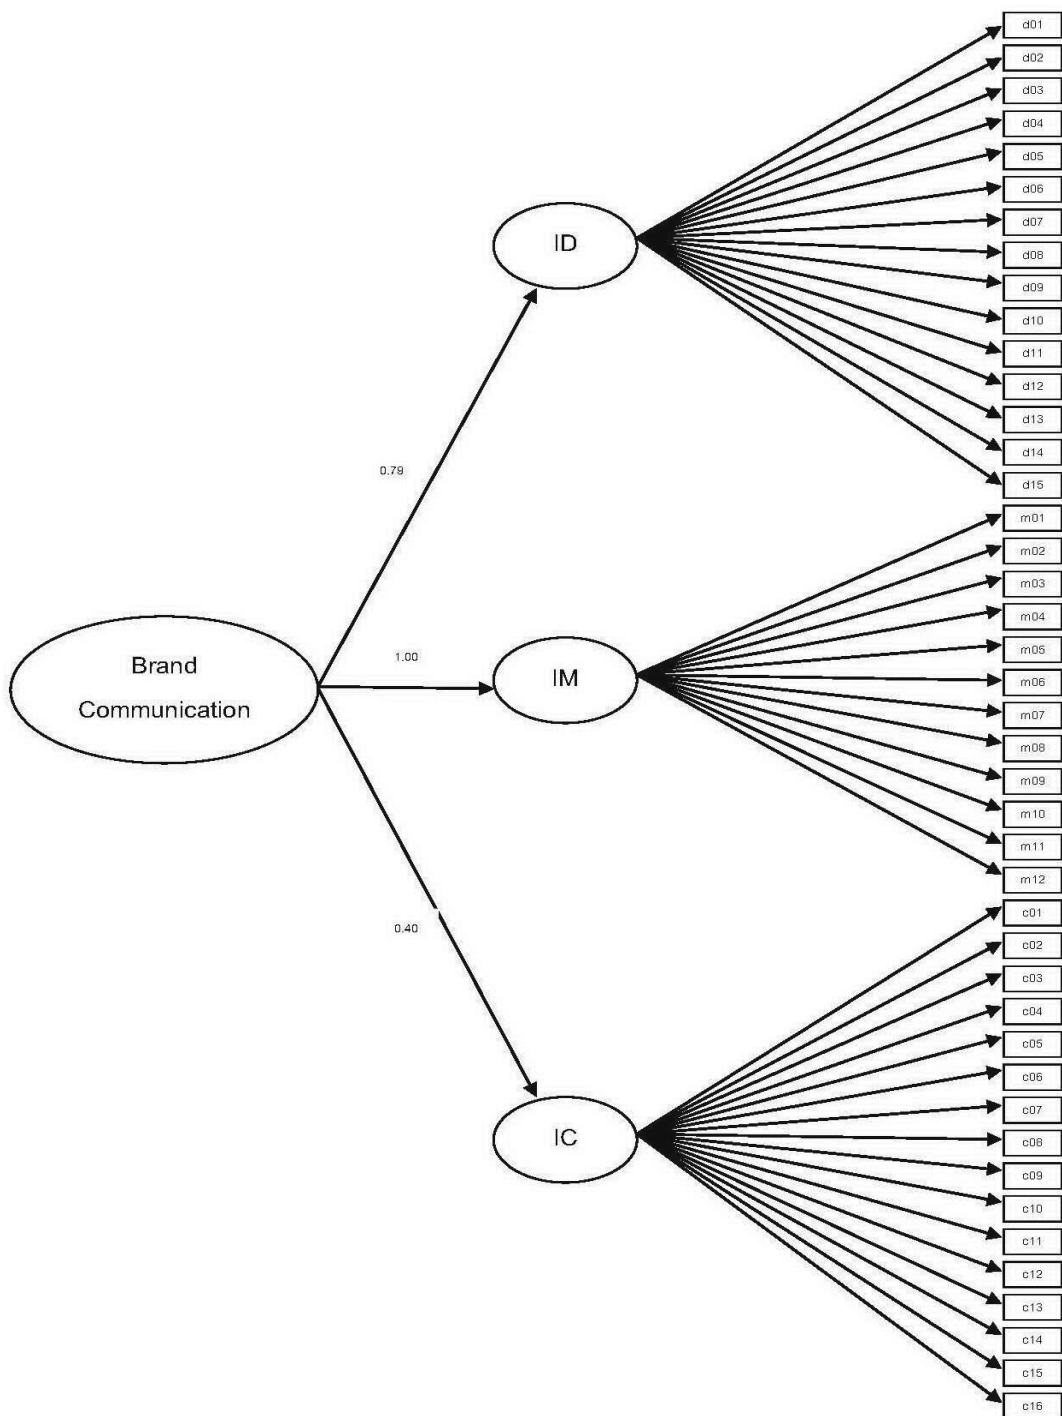 d01
d02
d03
d04
d05
d06
d07
d08
d09
d10
d11
d12
d13
d14
d15
ID
0.79
m01
m02
m03
m04
m05
m06
m07
m08
m09
m10
m11
m12
Brand
Communication
1.00
IM
0.40
c01
c02
c03
c04
c05
c06
c07
c08
c09
c10
c11
c12
c13
c14
c15
c16
IC